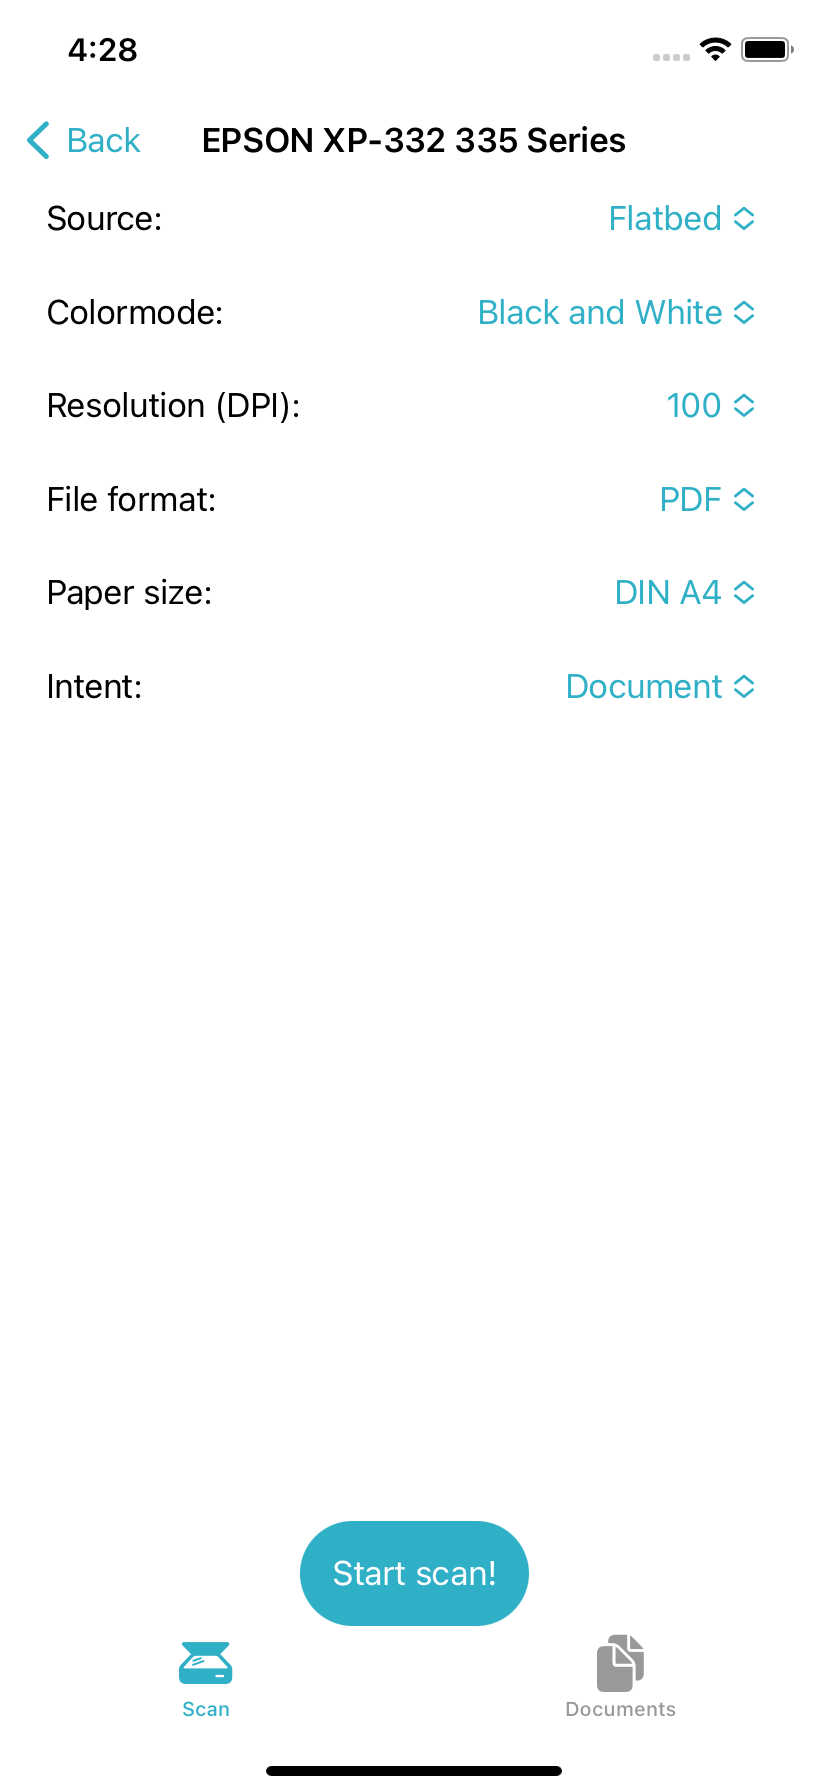 4:28
Back EPSON XP-332 335 Series
Source: Flatbed
Colormode: Black and White
Resolution (DPI): 100
File format: PDF
Paper size: DIN A4
Intent: Document
Start scan!
Scan Documents